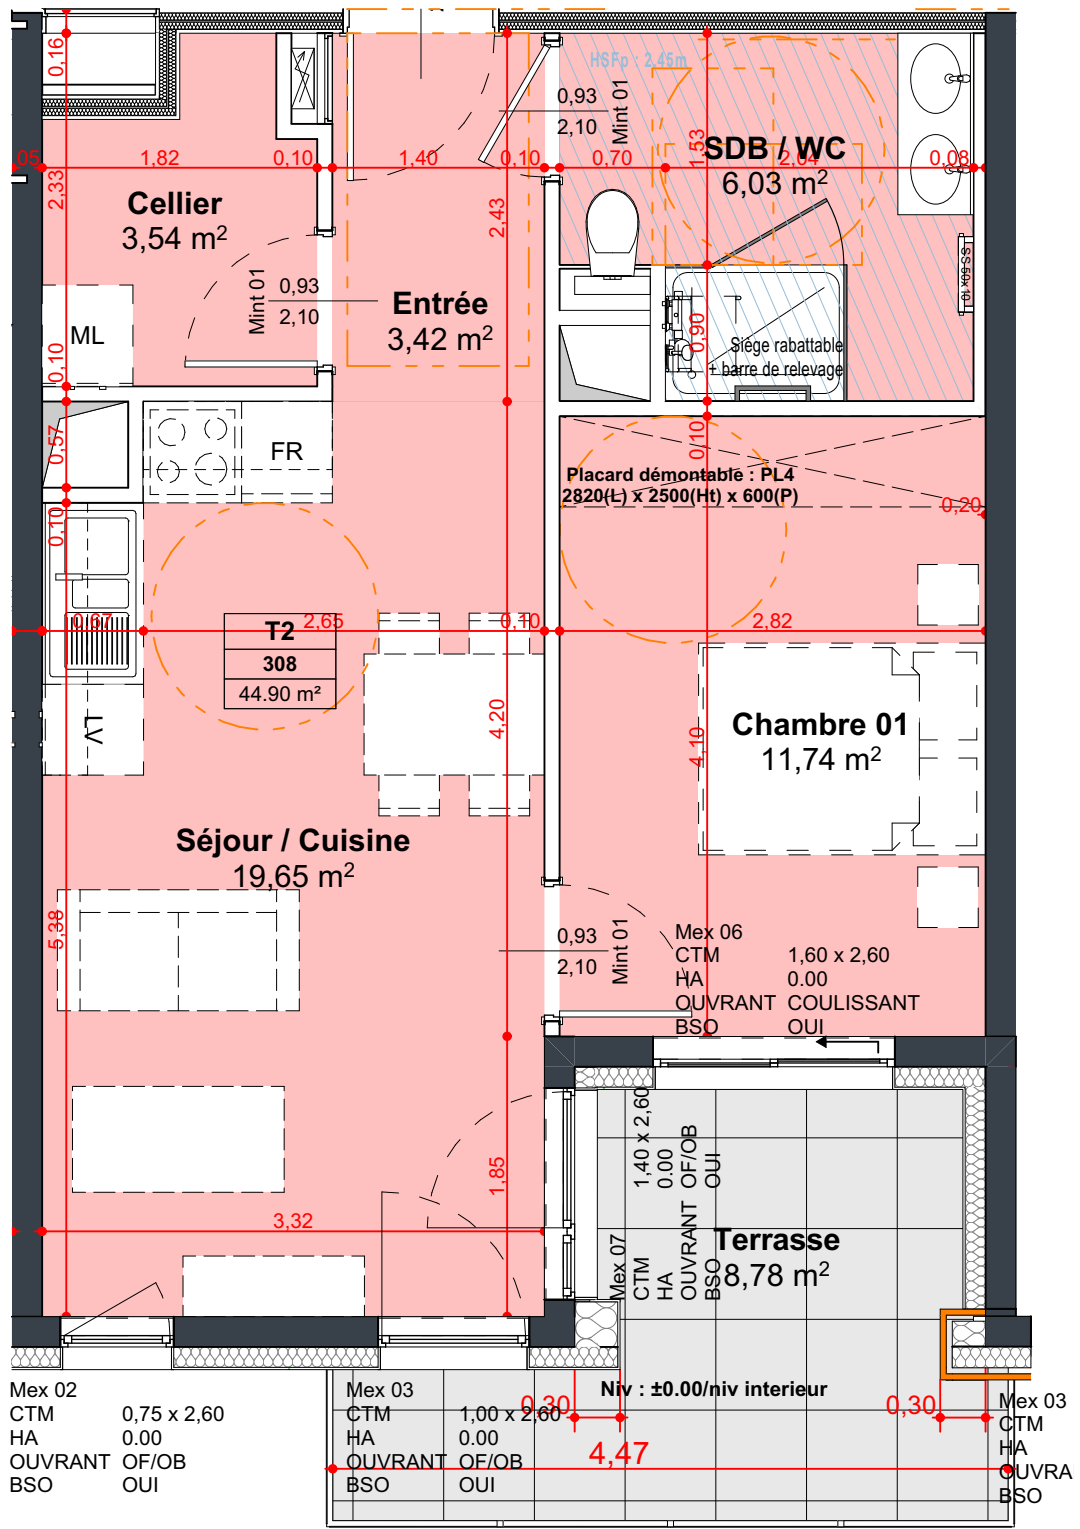 0,16
HSFp : 2,45m
0,93
2,10
Mint 01
SDB / WC
6,03 m²
1,53
05
1,82
0,10
1,40
0,10
0,70
2,04
0,08
2,33
Cellier
3,54 m²
2,43
0,93
2,10
Mint 01
Entrée
3,42 m²
SS 50x10
ML
0,90
Siège rabattable
+ barre de relevage
0,10
0,57
FR
0,10
Placard démontable : PL4
2820(L) x 2500(Ht) x 600(P)
0,20
0,10
0,67
2,65
0,10
2,82
T2
308
44.90 m²
LV
4,20
4,10
Chambre 01
11,74 m²
Séjour / Cuisine
19,65 m²
5,38
0,93
2,10
Mint 01
Mex 06
CTM 1,60 x 2,60
HA 0.00
OUVRANT COULISSANT
BSO OUI
1,85
Mex 07
CTM 1,40 x 2,60
HA 0.00
OUVRANT OF/OB
BSO OUI
3,32
Terrasse
8,78 m²
Niv : ±0.00/niv interieur
0,30
0,30
4,47
Mex 02
CTM 0,75 x 2,60
HA 0.00
OUVRANT OF/OB
BSO OUI
Mex 03
CTM 1,00 x 2,60
HA 0.00
OUVRANT OF/OB
BSO OUI
Mex 03
CTM
HA
OUVRA
BSO